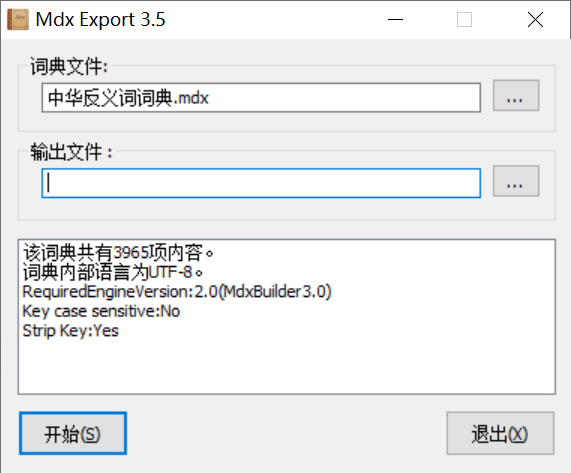 Mdx Export 3.5
词典文件:
中华反义词词典.mdx
...
输出文件：
...
该词典共有3965项内容。
词典内部语言为UTF-8。
RequiredEngineVersion:2.0(MdxBuilder3.0)
Key case sensitive:No
Strip Key:Yes
开始(S)
退出(X)